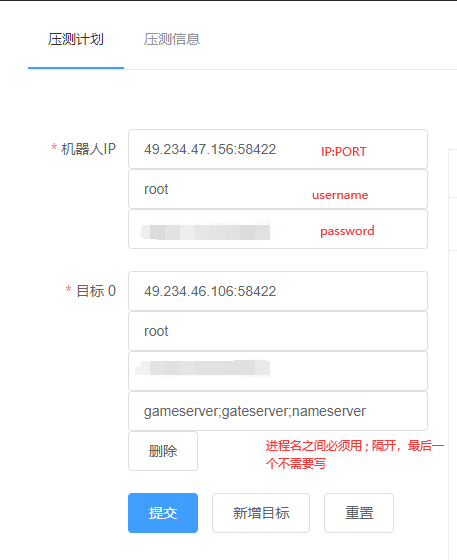 压测计划 压测信息
* 机器人IP 49.234.47.156:58422 IP:PORT
root username
password
* 目标 0 49.234.46.106:58422
root
gameserver;gateserver;nameserver
删除 进程名之间必须用 ; 隔开，最后一
个不需要写
提交 新增目标 重置